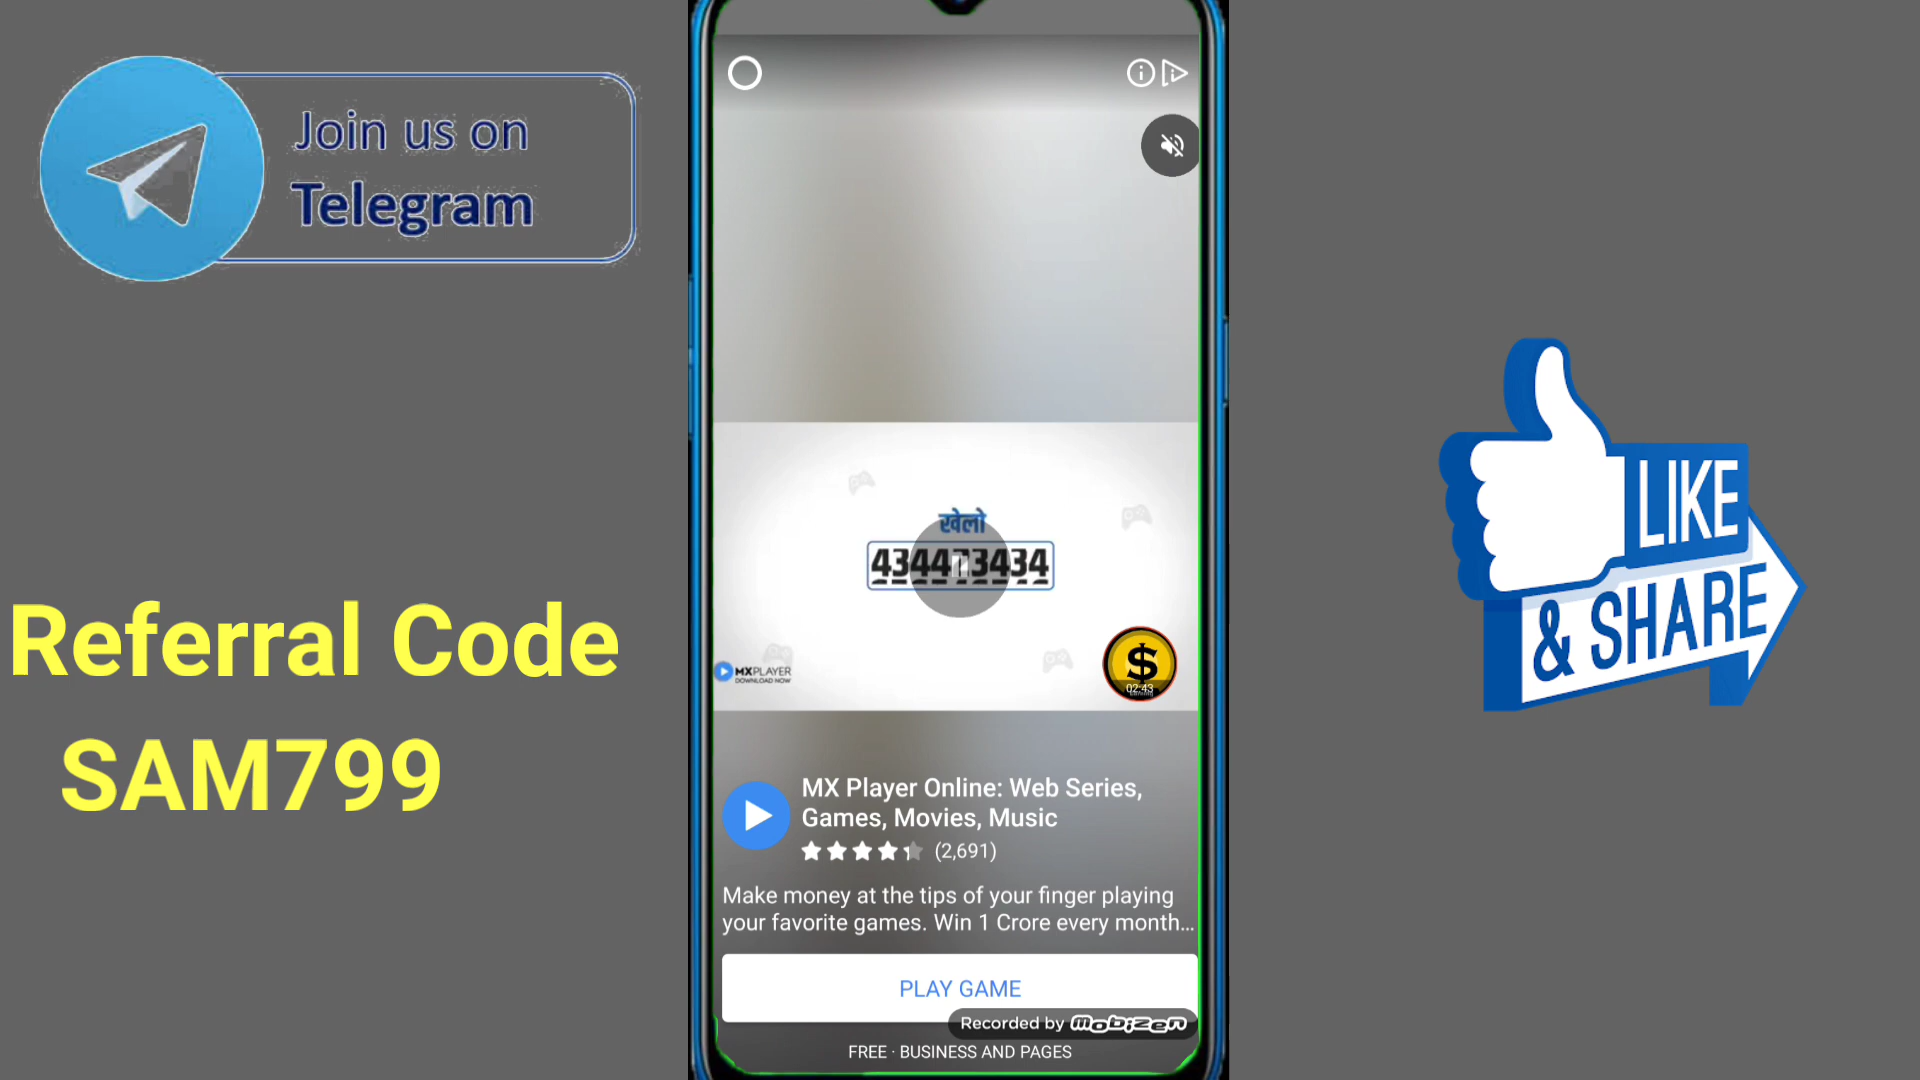 Join us on
Telegram
Referral Code
SAM799
खेलो
MXPLAYER
DOWNLOAD NOW
$
02:43
MX Player Online: Web Series,
Games, Movies, Music
(2,691)
Make money at the tips of your finger playing
your favorite games. Win 1 Crore every month...
PLAY GAME
Recorded by mobizen
FREE · BUSINESS AND PAGES
LIKE
& SHARE